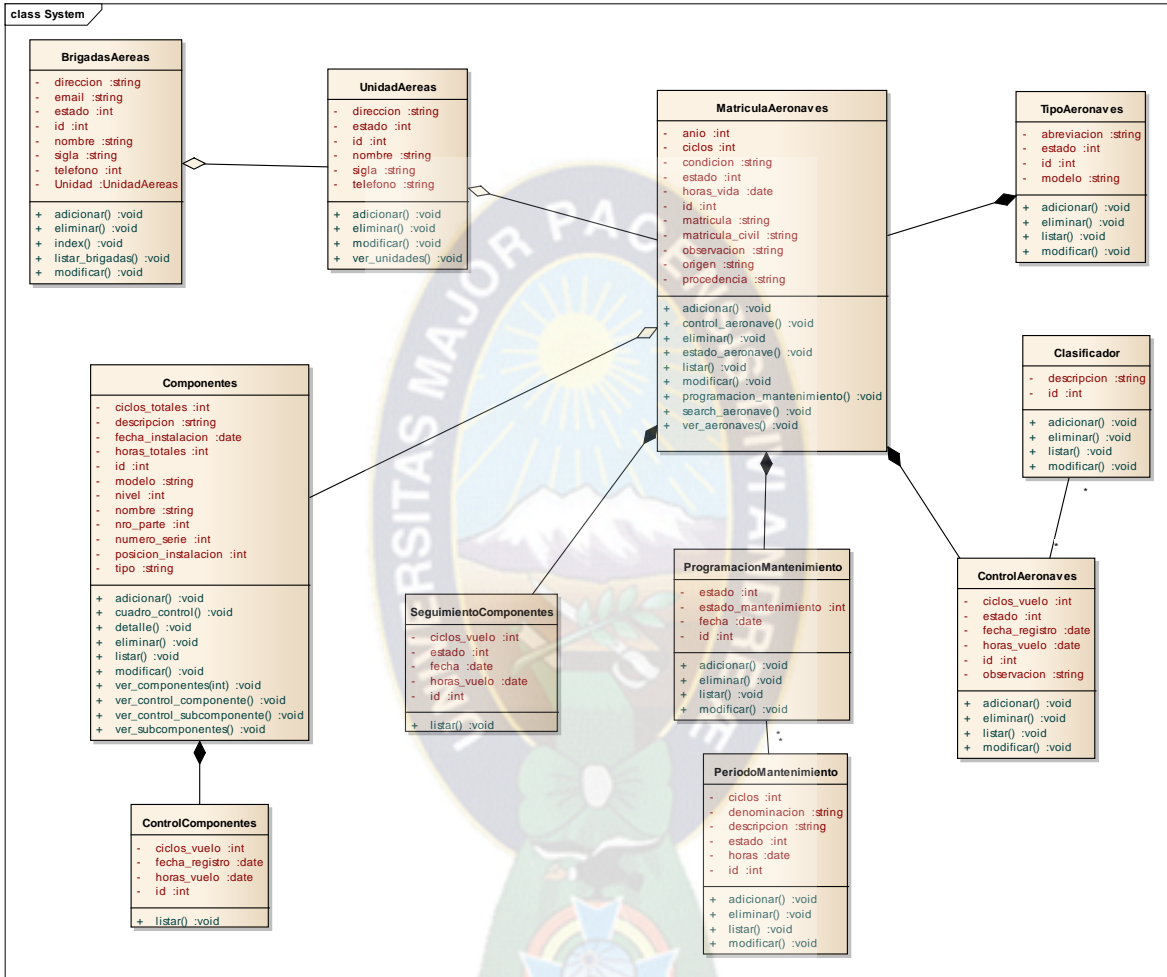 class System
BrigadasAereas
- direccion :string
- email :string
- estado :int
- id :int
- nombre :string
- sigla :string
- telefono :int
- Unidad :UnidadAereas
+ adicionar() :void
+ eliminar() :void
+ index() :void
+ listar_brigadas() :void
+ modificar() :void
UnidadAereas
- direccion :string
- estado :int
- id :int
- nombre :string
- sigla :string
- telefono :string
+ adicionar() :void
+ eliminar() :void
+ modificar() :void
+ ver_unidades() :void
MatriculaAeronaves
- anio :int
- ciclos :int
- condicion :string
- estado :int
- horas_vida :date
- id :int
- matricula :string
- matricula_civil :string
- observacion :string
- origen :string
- procedencia :string
+ adicionar() :void
+ control_aeronave() :void
+ eliminar() :void
+ estado_aeronave() :void
+ listar() :void
+ modificar() :void
+ programacion_mantenimiento() :void
+ search_aeronave() :void
+ ver_aeronaves() :void
TipoAeronaves
- abreviacion :string
- estado :int
- id :int
- modelo :string
+ adicionar() :void
+ eliminar() :void
+ listar() :void
+ modificar() :void
Componentes
- ciclos_totales :int
- descripcion :srtring
- fecha_instalacion :date
- horas_totales :int
- id :int
- modelo :string
- nivel :int
- nombre :string
- nro_parte :int
- numero_serie :int
- posicion_instalacion :int
- tipo :string
+ adicionar() :void
+ cuadro_control() :void
+ detalle() :void
+ eliminar() :void
+ listar() :void
+ modificar() :void
+ ver_componentes(int) :void
+ ver_control_componente() :void
+ ver_control_subcomponente() :void
+ ver_subcomponentes() :void
Clasificador
- descripcion :string
- id :int
+ adicionar() :void
+ eliminar() :void
+ listar() :void
+ modificar() :void
*
*
SeguimientoComponentes
- ciclos_vuelo :int
- estado :int
- fecha :date
- horas_vuelo :date
- id :int
+ listar() :void
ProgramacionMantenimiento
- estado :int
- estado_mantenimiento :int
- fecha :date
- id :int
+ adicionar() :void
+ eliminar() :void
+ listar() :void
+ modificar() :void
*
*
ControlAeronaves
- ciclos_vuelo :int
- estado :int
- fecha_registro :date
- horas_vuelo :date
- id :int
- observacion :string
+ adicionar() :void
+ eliminar() :void
+ listar() :void
+ modificar() :void
PeriodoMantenimiento
- ciclos :int
- denominacion :string
- descripcion :string
- estado :int
- horas :date
- id :int
+ adicionar() :void
+ eliminar() :void
+ listar() :void
+ modificar() :void
ControlComponentes
- ciclos_vuelo :int
- fecha_registro :date
- horas_vuelo :date
- id :int
+ listar() :void